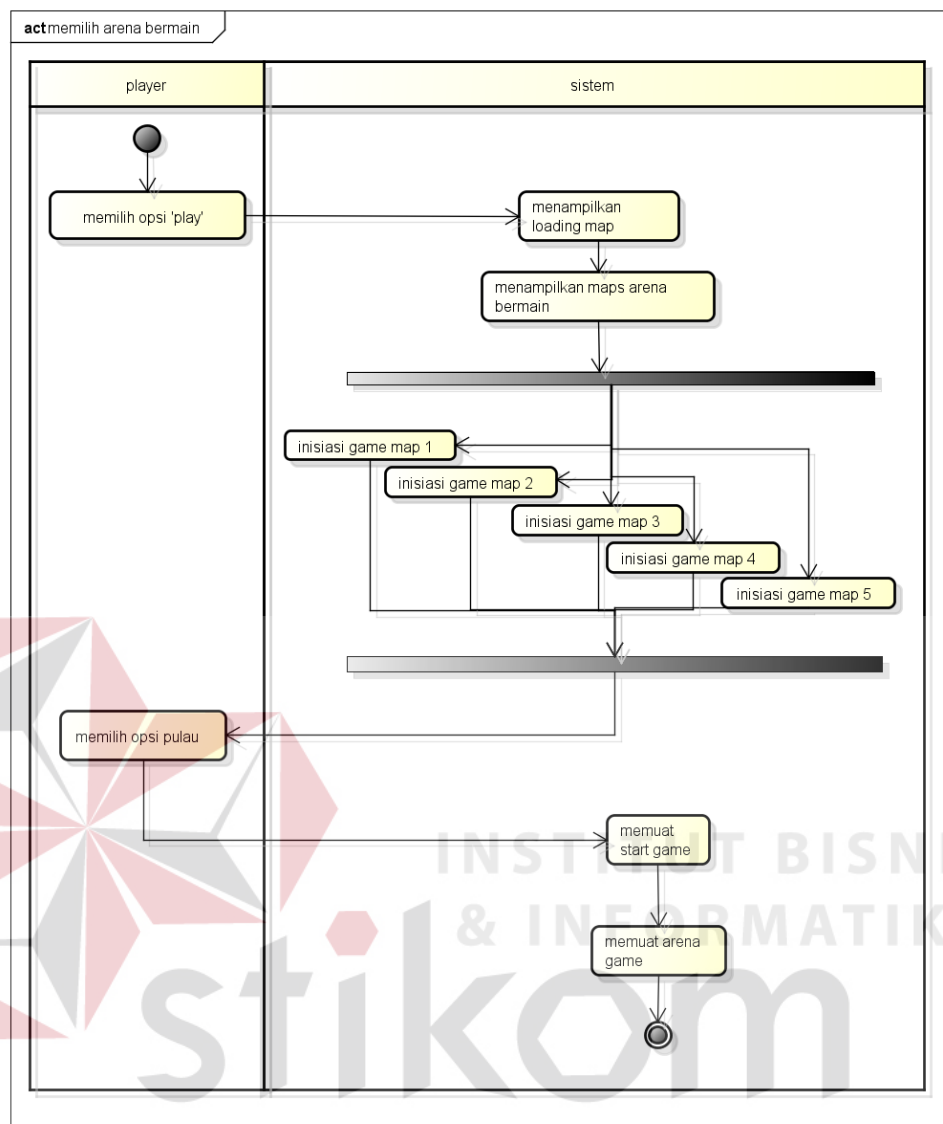 act memilih arena bermain
player
sistem
memilih opsi 'play'
menampilkan
loading map
menampilkan maps arena
bermain
inisiasi game map 1
inisiasi game map 2
inisiasi game map 3
inisiasi game map 4
inisiasi game map 5
memilih opsi pulau
memuat
start game
INSTITUT BISNI
& INFORMATIK
memuat arena
game
stikom